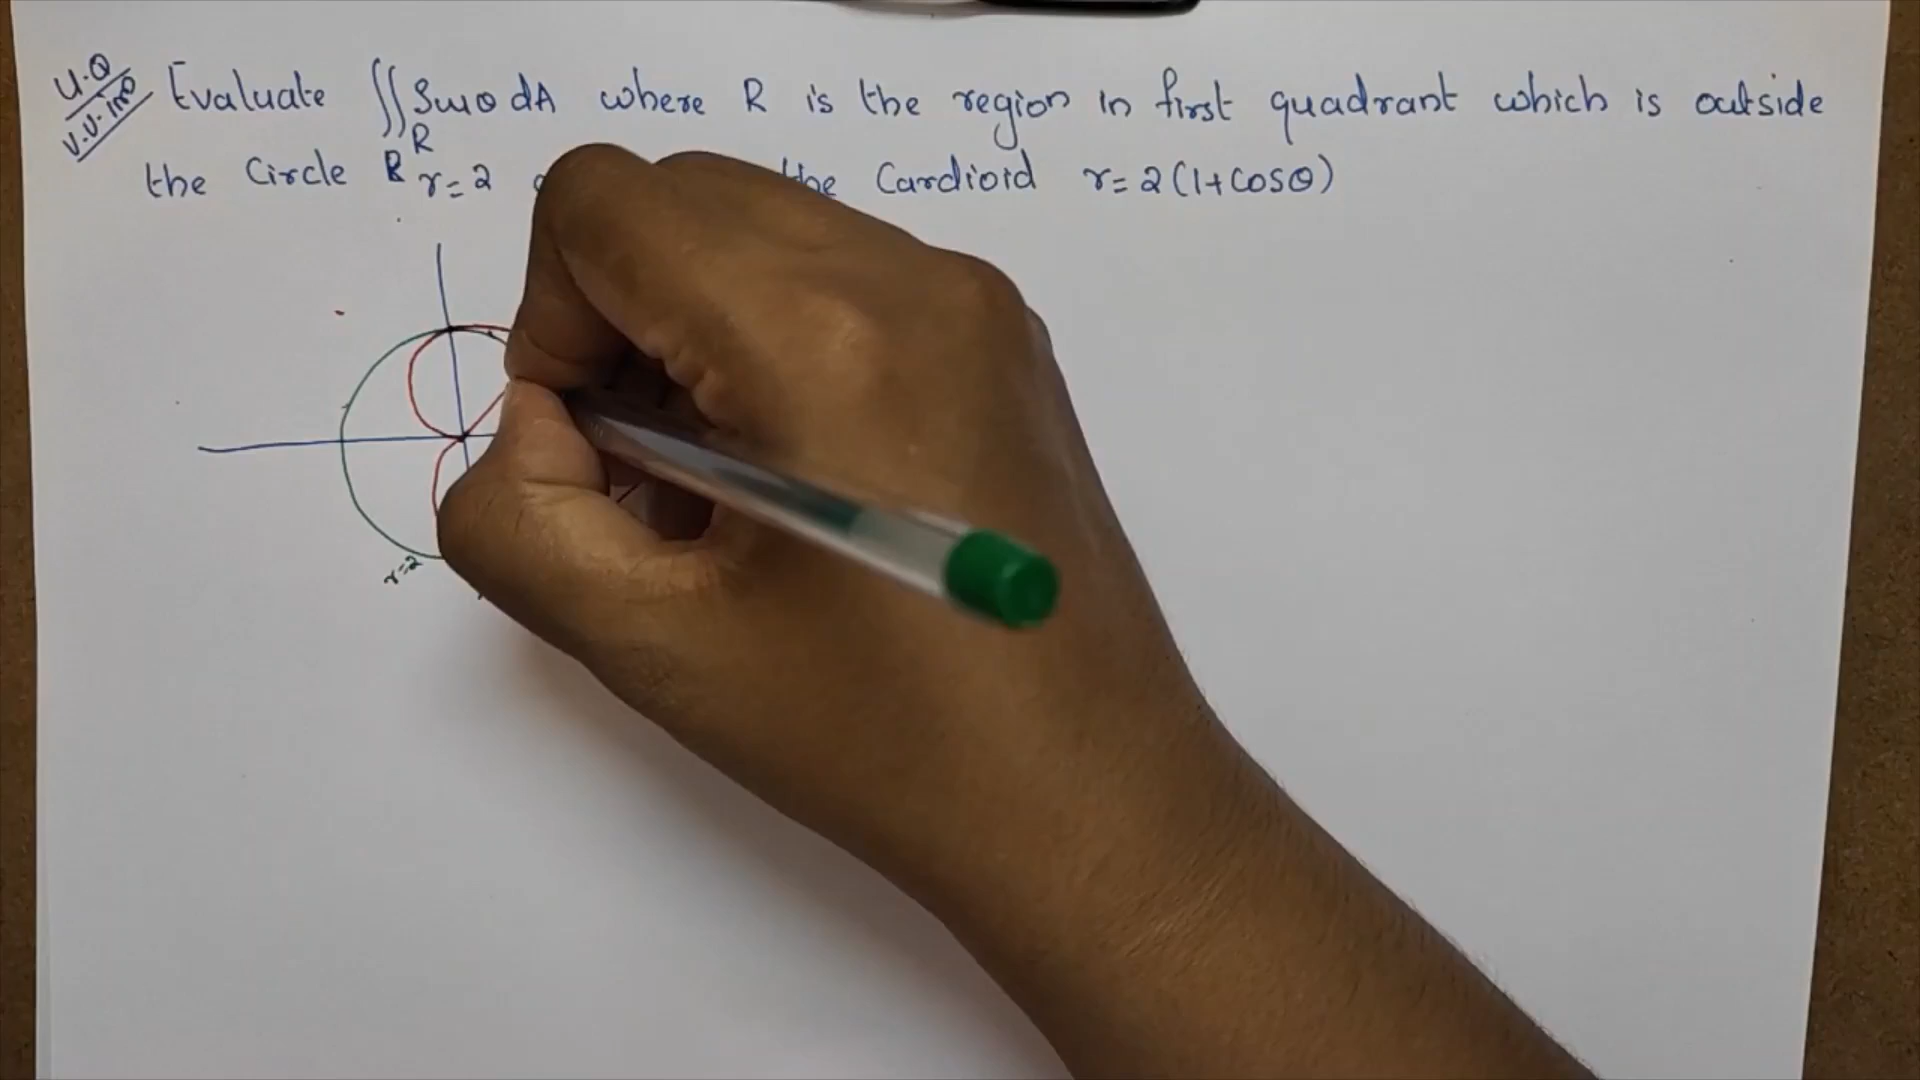 U.Q
V.V.imp
Evaluate ∬ Sinθ dA where R is the region in first quadrant which is outside
R
the Circle R r=2 the Cardioid r=2(1+cosθ)
r=2